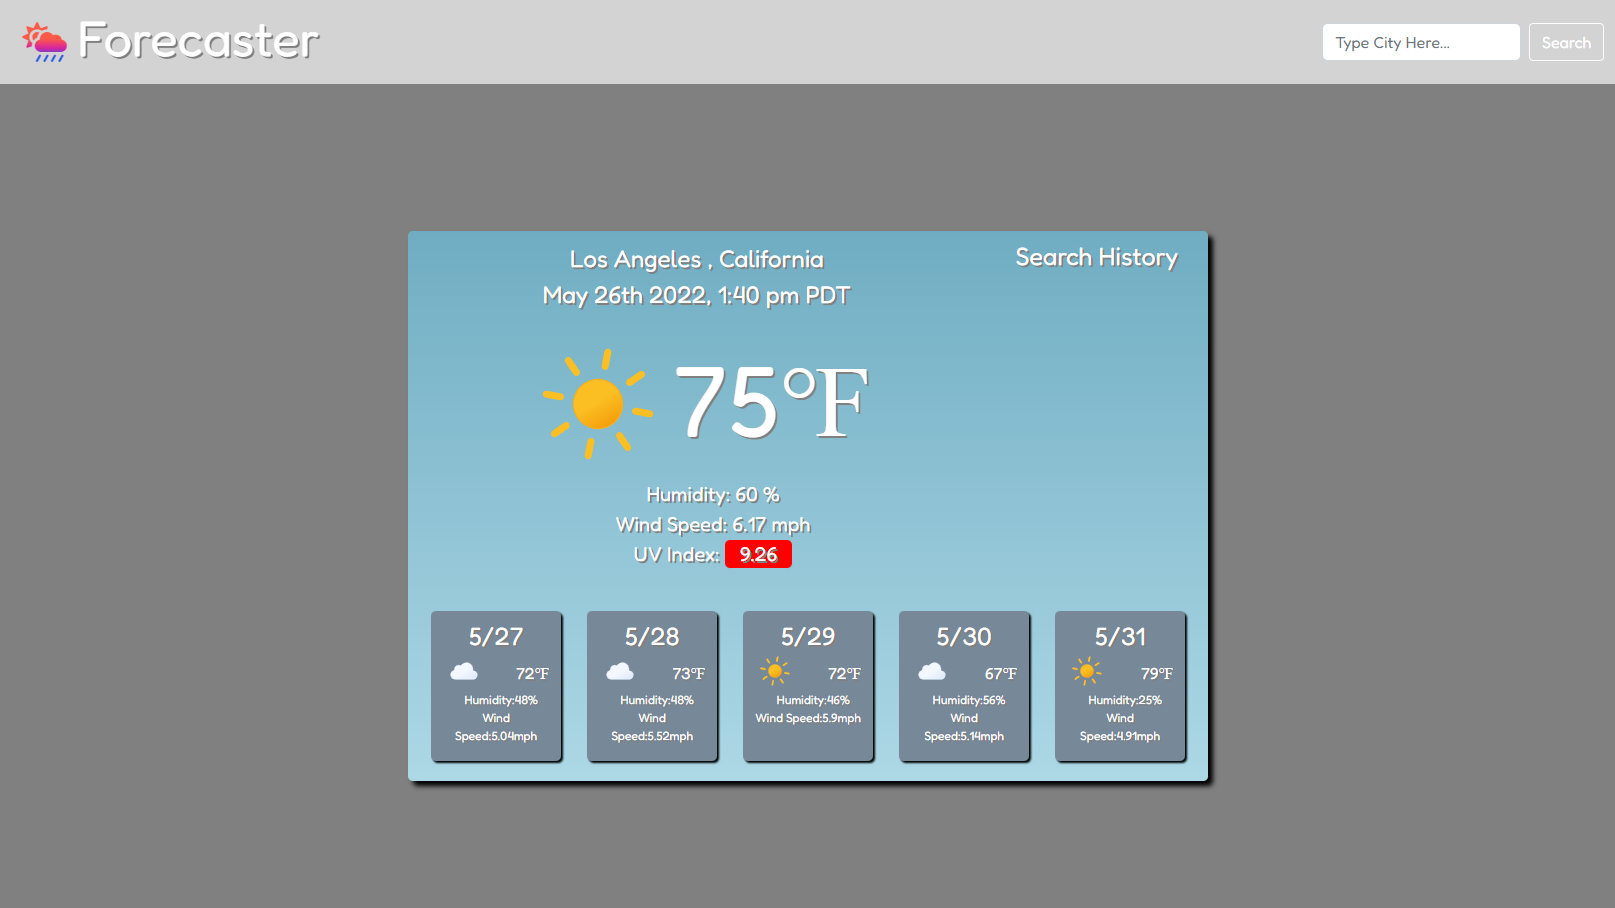 Forecaster
Type City Here...
Search
Los Angeles , California
May 26th 2022, 1:40 pm PDT
Search History
75°F
Humidity: 60 %
Wind Speed: 6.17 mph
UV Index: 9.26
5/27
72°F
Humidity:48%
Wind
Speed:5.04mph
5/28
73°F
Humidity:48%
Wind
Speed:5.52mph
5/29
72°F
Humidity:46%
Wind Speed:5.9mph
5/30
67°F
Humidity:56%
Wind
Speed:5.14mph
5/31
79°F
Humidity:25%
Wind
Speed:4.91mph